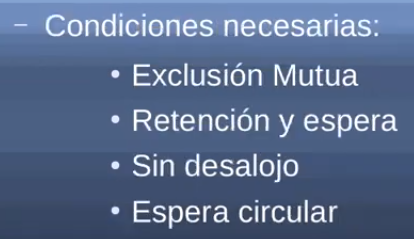 – Condiciones necesarias:
• Exclusión Mutua
• Retención y espera
• Sin desalojo
• Espera circular